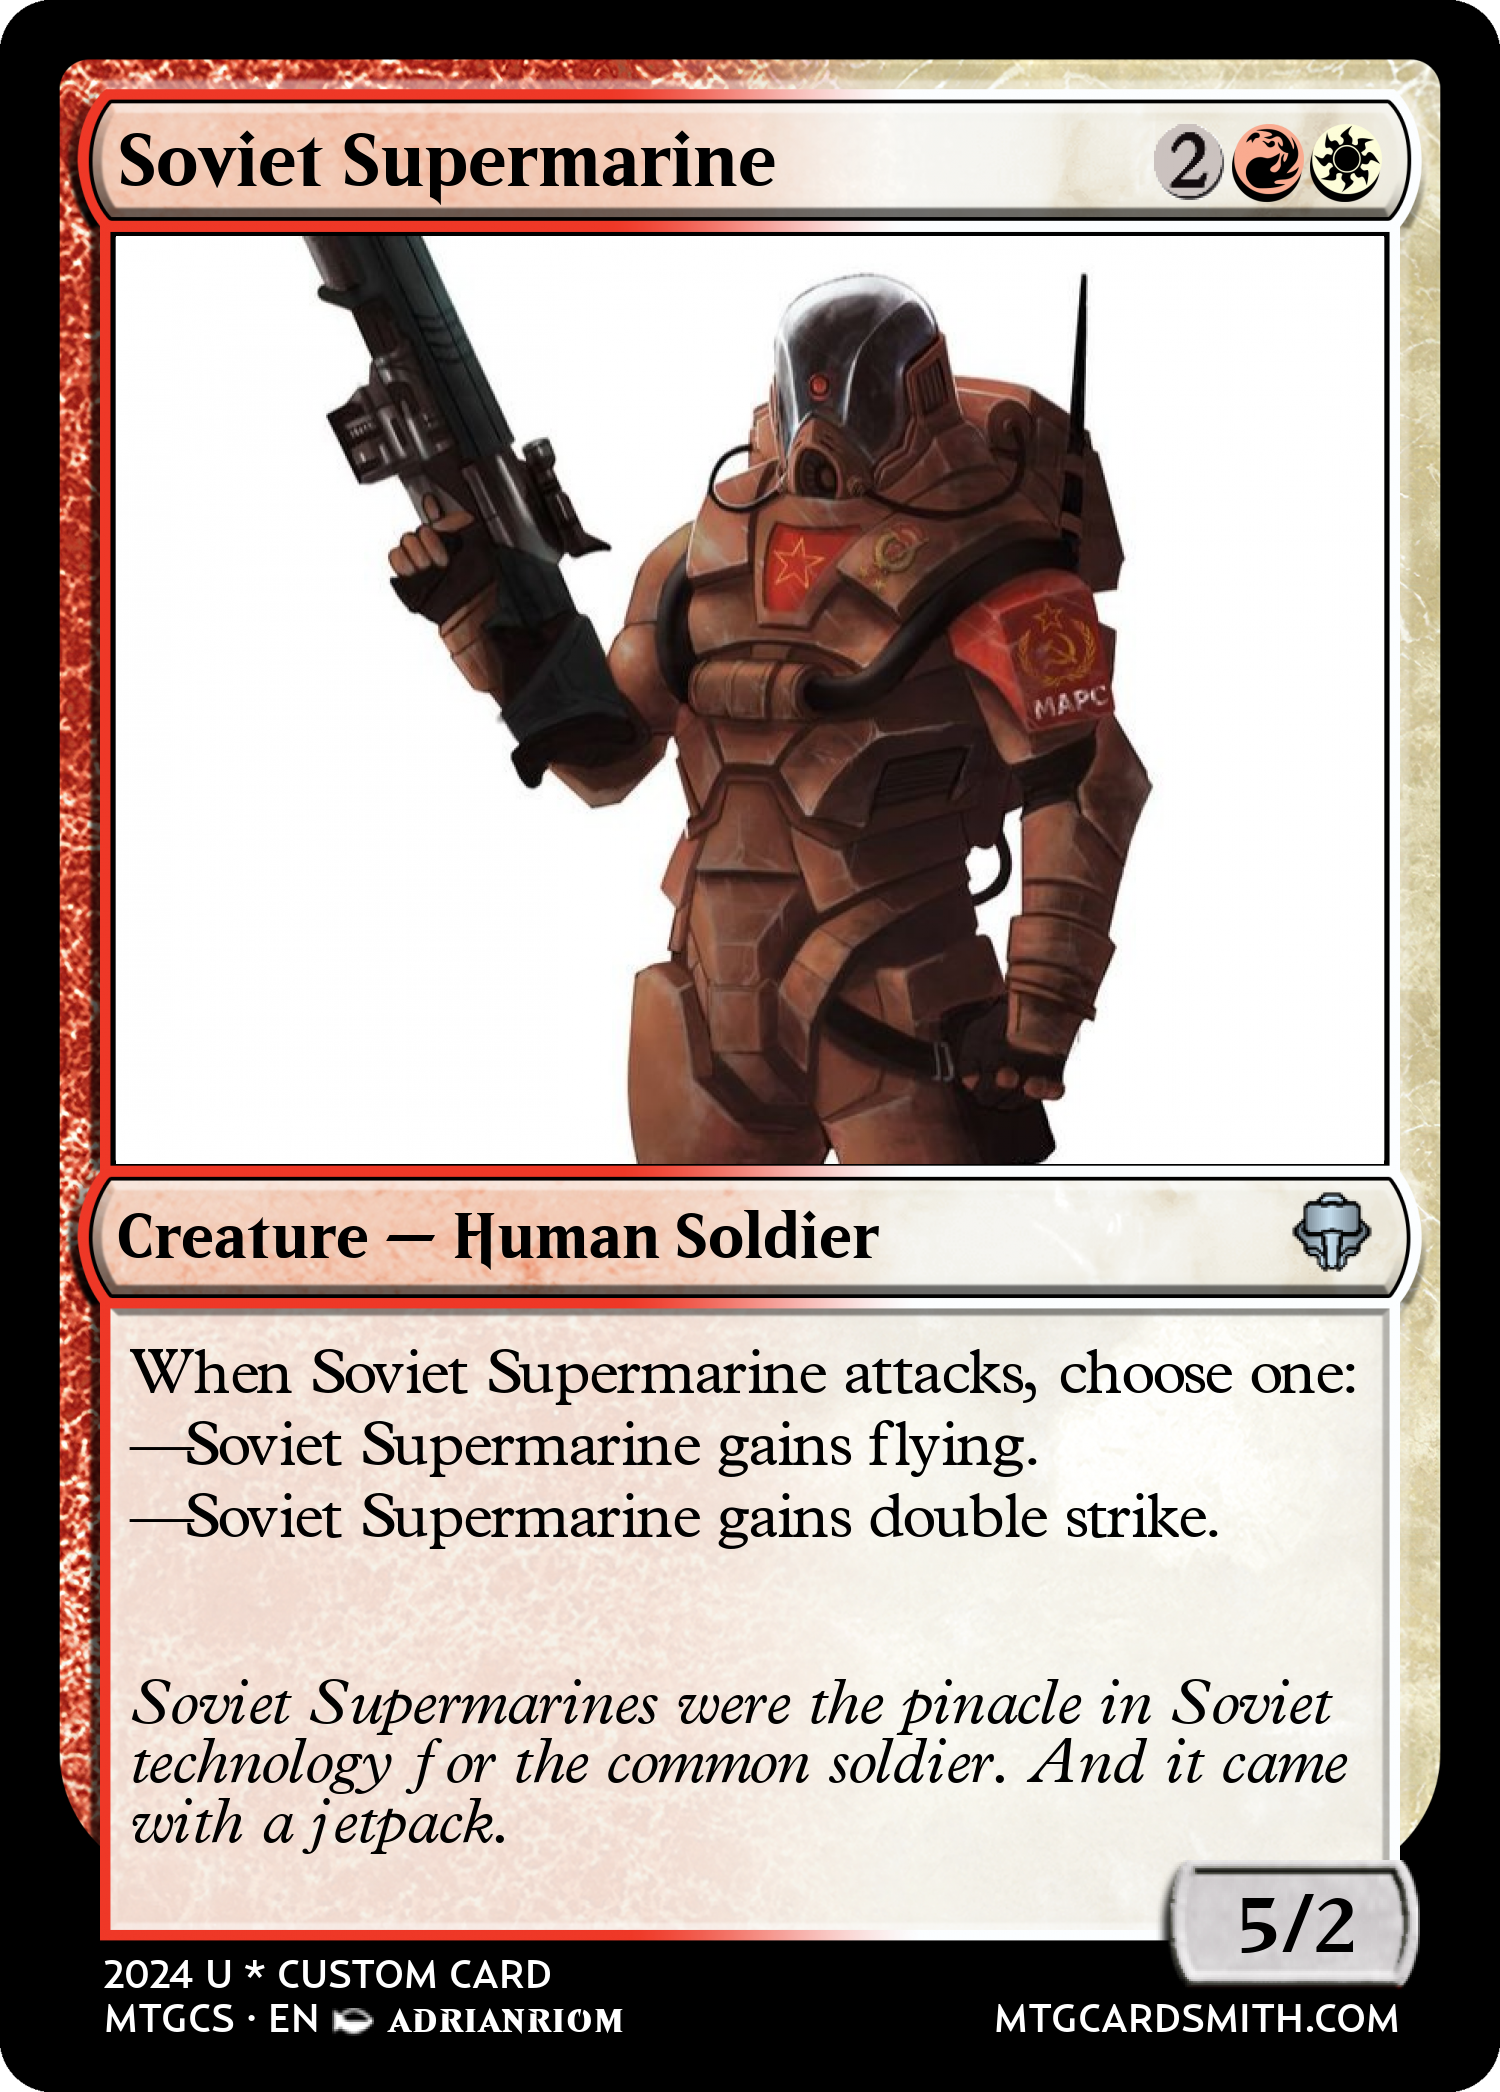 Soviet Supermarine 2
МАРС
Creature — Human Soldier
When Soviet Supermarine attacks, choose one:
—Soviet Supermarine gains flying.
—Soviet Supermarine gains double strike.
Soviet Supermarines were the pinacle in Soviet
technology for the common soldier. And it came
with a jetpack.
5/2
2024 U * CUSTOM CARD
MTGCS · EN ADRIANRIOM
MTGCARDSMITH.COM